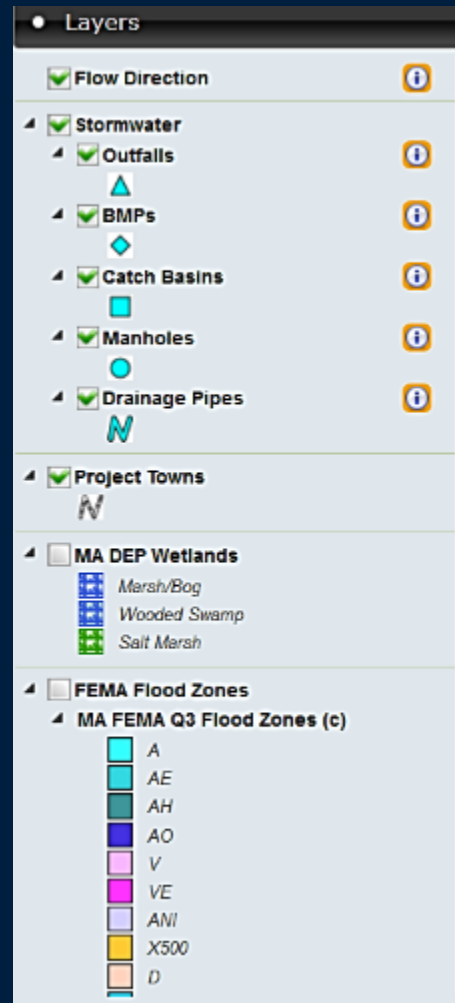 Layers
Flow Direction
Stormwater
Outfalls
BMPs
Catch Basins
Manholes
Drainage Pipes
Project Towns
MA DEP Wetlands
Marsh/Bog
Wooded Swamp
Salt Marsh
FEMA Flood Zones
MA FEMA Q3 Flood Zones (c)
A
AE
AH
AO
V
VE
ANI
X500
D